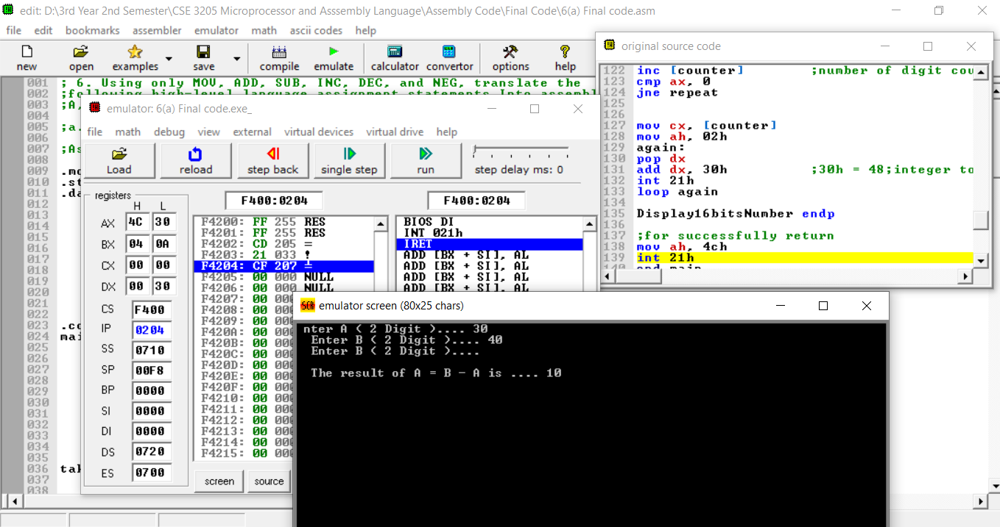 edit: D:\3rd Year 2nd Semester\CSE 3205 Microprocessor and Asssembly Language\Assembly Code\Final Code\6(a) Final code.asm
file edit bookmarks assembler emulator math ascii codes help
new open examples save compile emulate calculator convertor options help
001 ; 6. Using only MOV, ADD, SUB, INC, DEC, and NEG, translate the
002 ;following high-level language assignment statements Into assembl
003 ;A,
004
005 ;a.
006
007 ;As
008
009 .mo
010 .st
011 .da
012
013
014
015
016
017
018
019
020
021
022
023 .co
024 mai
025
026
027
028
029
030
031
032
033
034
035
036 tak
037
038
emulator: 6(a) Final code.exe_
file math debug view external virtual devices virtual drive help
Load reload step back single step run step delay ms: 0
registers
H L
AX 4C 30
BX 04 0A
CX 00 00
DX 00 30
CS F400
IP 0204
SS 0710
SP 00F8
BP 0000
SI 0000
DI 0000
DS 0720
ES 0700
F400:0204 F400:0204
F4200: FF 255 RES
F4201: FF 255 RES
F4202: CD 205 =
F4203: 21 033 !
F4204: CF 207 ╧
F4205: 00 000 NULL
F4206: 00 000 NULL
F4207: 00 000
F4208: 00 000
F4209: 00 000
F420A: 00 000
F420B: 00 000
F420C: 00 000
F420D: 00 000
F420E: 00 000
F420F: 00 000
F4210: 00 000
F4211: 00 000
F4212: 00 000
F4213: 00 000
F4214: 00 000
F4215: 00 000
BIOS DI
INT 021h
IRET
ADD [BX + SI], AL
ADD [BX + SI], AL
ADD [BX + SI], AL
ADD [BX + SI], AL
screen source
original source code
122 inc [counter] ;number of digit cou
123 cmp ax, 0
124 jne repeat
125
126
127 mov cx, [counter]
128 mov ah, 02h
129 again:
130 pop dx
131 add dx, 30h ;30h = 48;integer to
132 int 21h
133 loop again
134
135 Display16bitsNumber endp
136
137 ;for successfully return
138 mov ah, 4ch
139 int 21h
140 end main
emulator screen (80x25 chars)
nter A ( 2 Digit ).... 30
Enter B ( 2 Digit ).... 40
Enter B ( 2 Digit )....
The result of A = B - A is .... 10